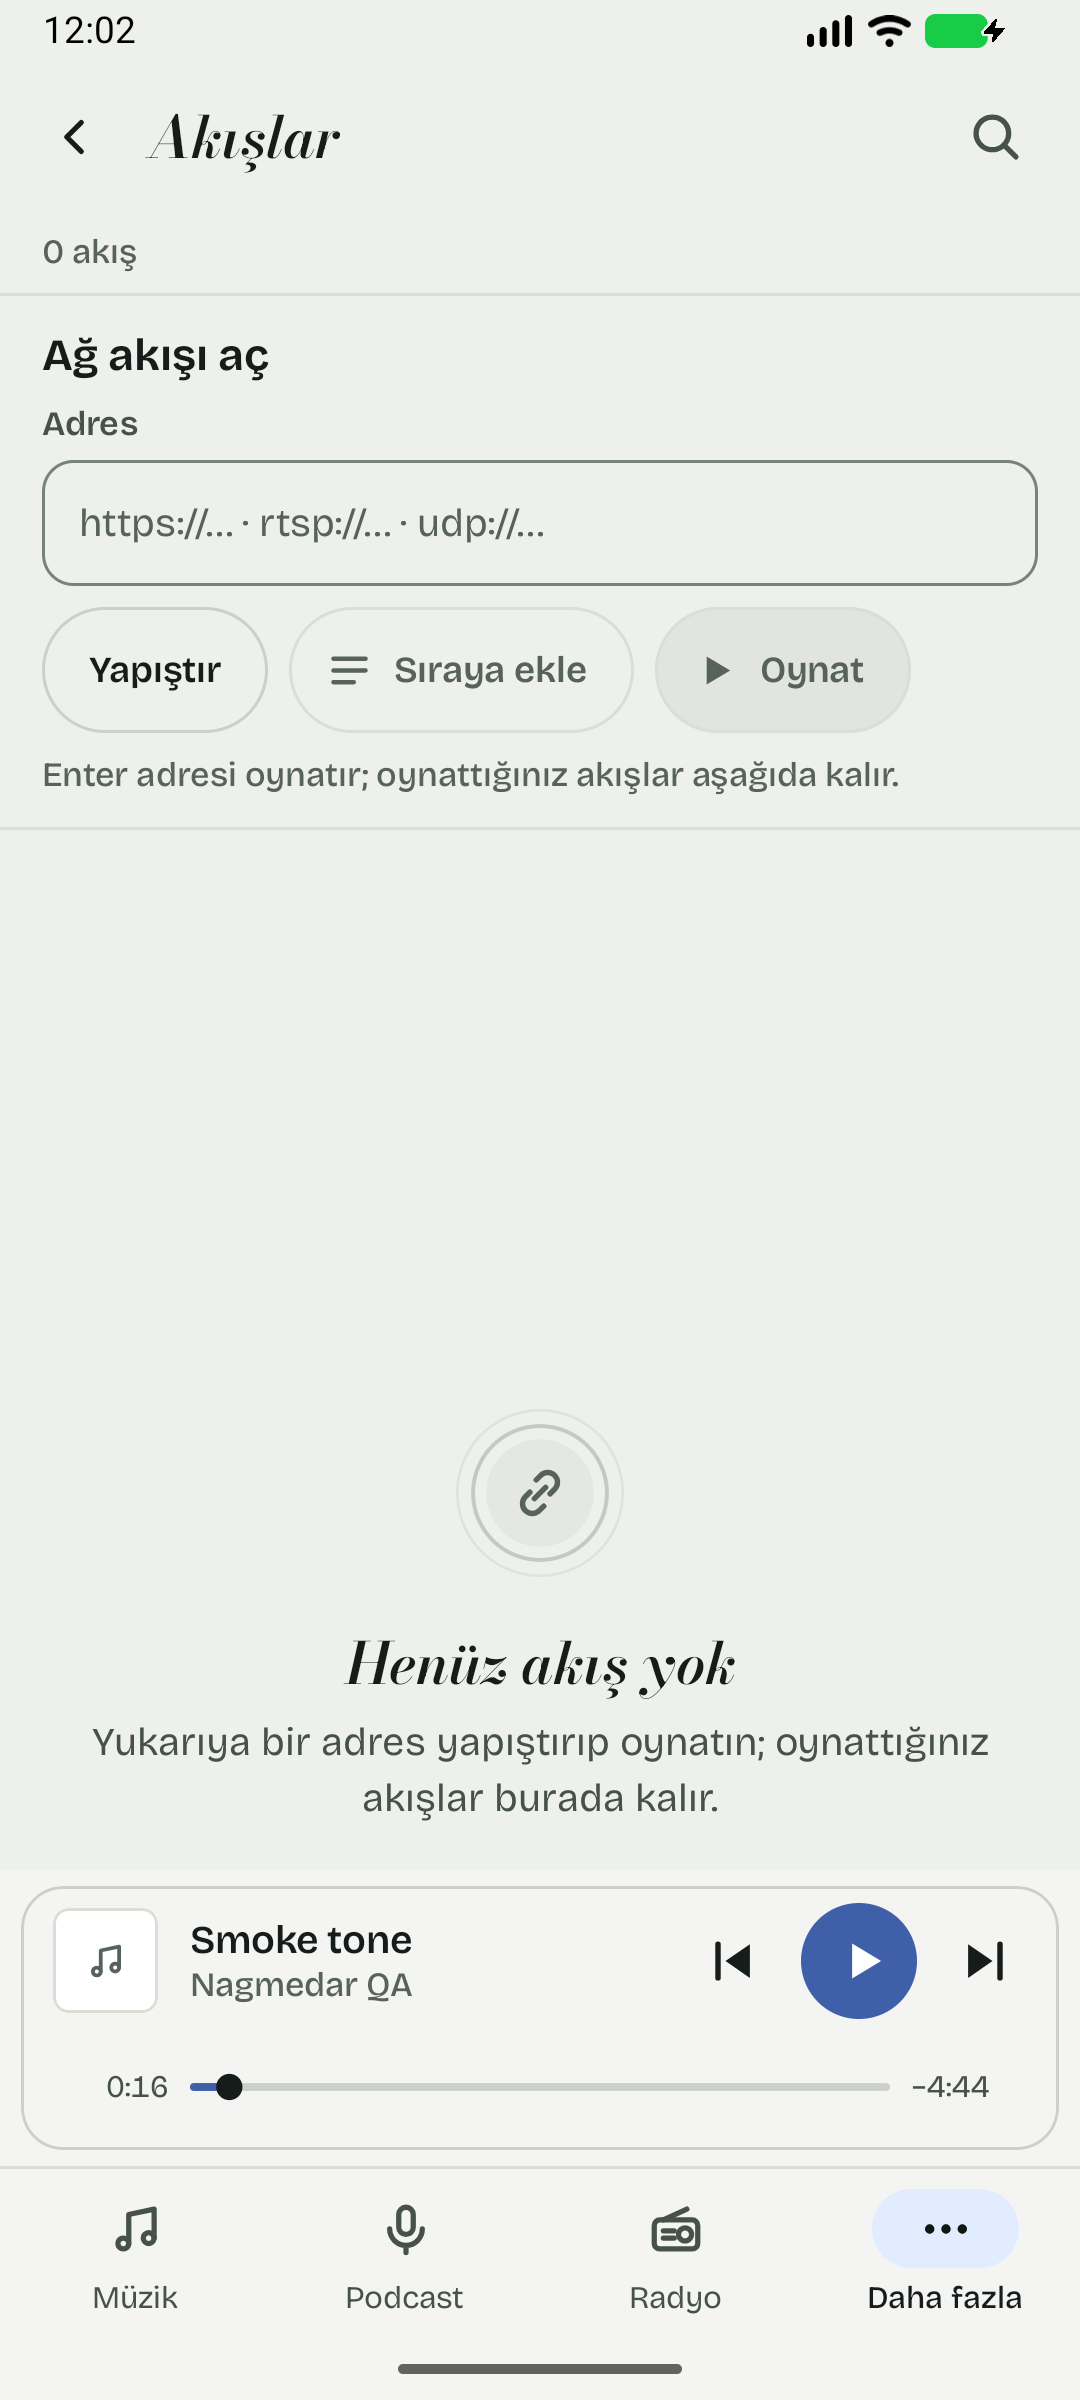 12:02
Akışlar
0 akış
Ağ akışı aç
Adres
https://... · rtsp://... · udp://...
Yapıştır
Sıraya ekle
Oynat
Enter adresi oynatır; oynattığınız akışlar aşağıda kalır.
Henüz akış yok
Yukarıya bir adres yapıştırıp oynatın; oynattığınız
akışlar burada kalır.
Smoke tone
Nagmedar QA
0:16
-4:44
Müzik
Podcast
Radyo
Daha fazla